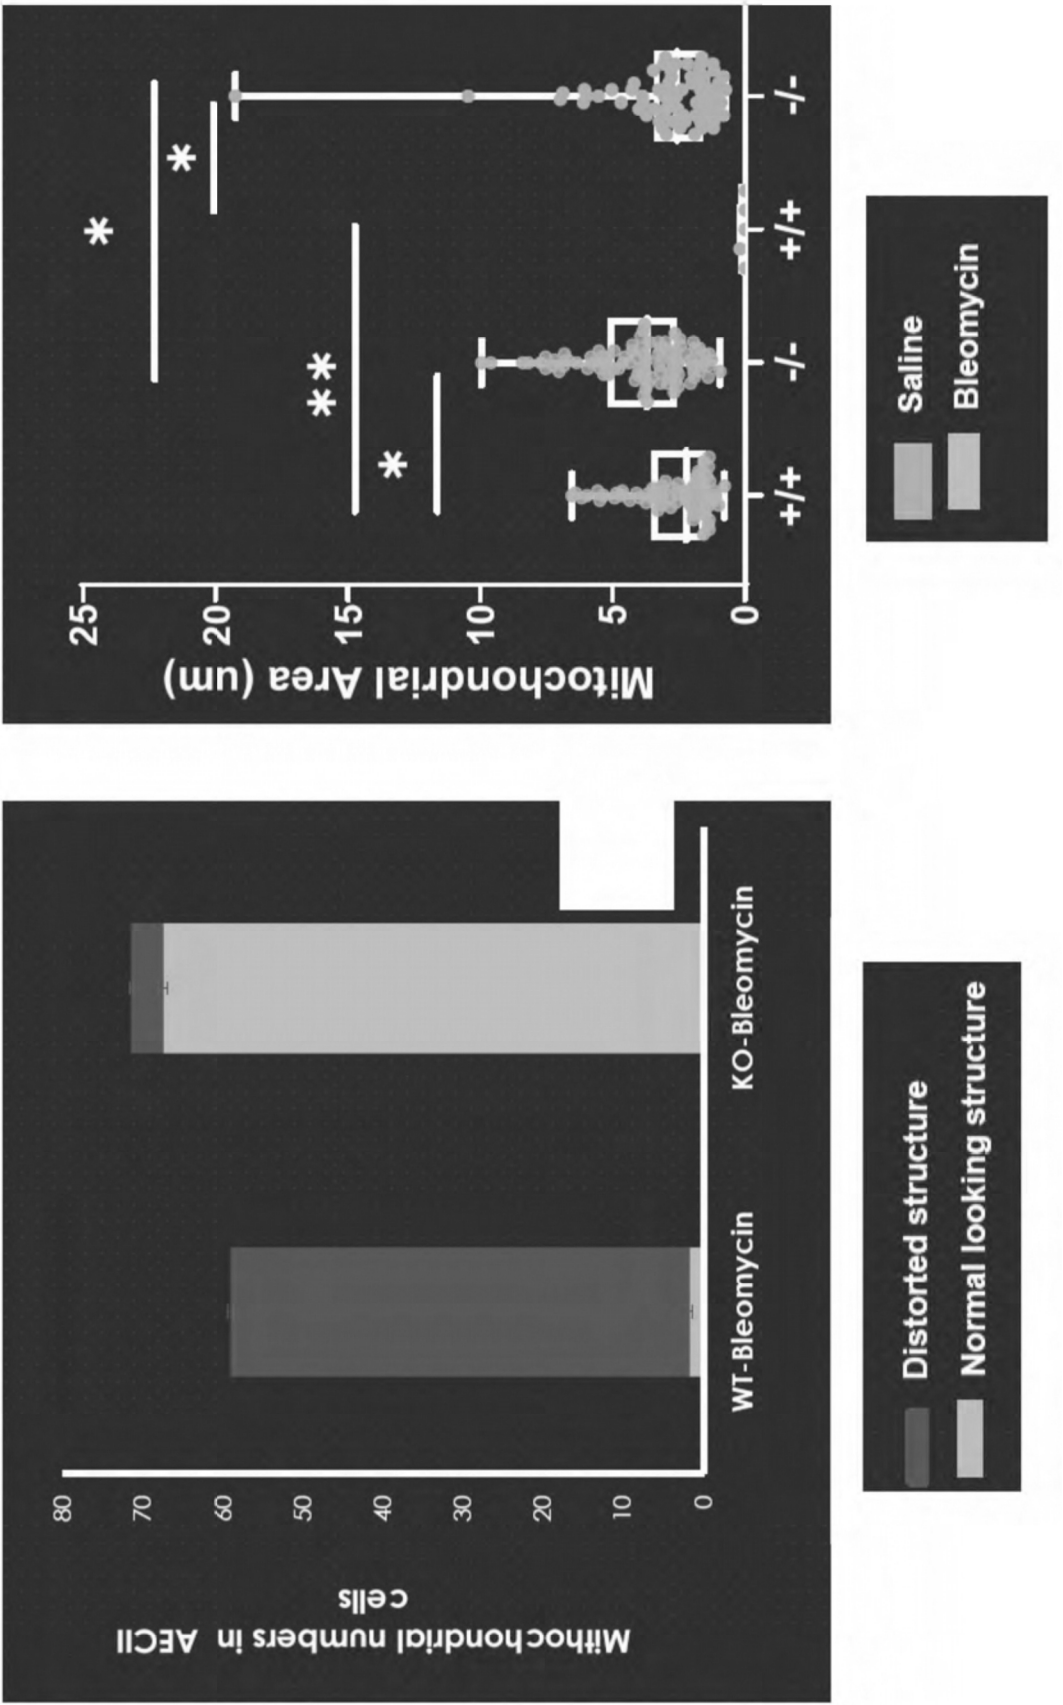 Mithochondrial numbers in AECII
cells
80
70
60
50
40
30
20
10
0
WT-Bleomycin
KO-Bleomycin
Distorted structure
Normal looking structure
Mitochondrial Area (um)
25
20
15
10
5
0
*
**
*
*
+/+
-/-
+/+
-/-
Saline
Bleomycin